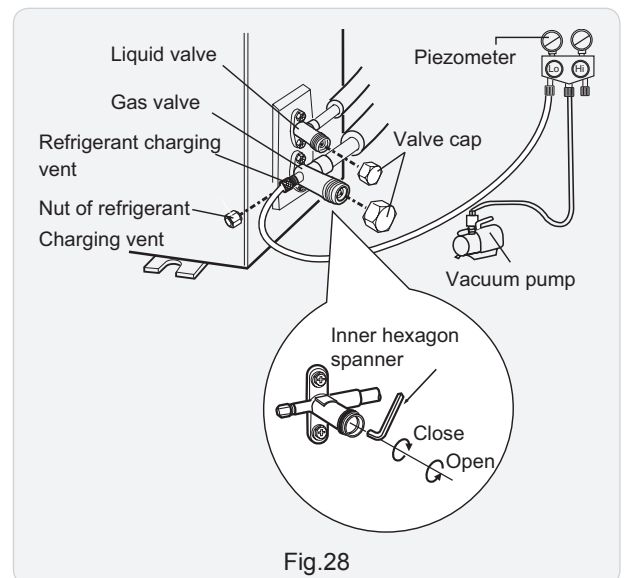 Liquid valve
Gas valve
Refrigerant charging
vent
Nut of refrigerant
Charging vent
Piezometer
Lo
Hi
Valve cap
Vacuum pump
Inner hexagon
spanner
Close
Open
Fig.28